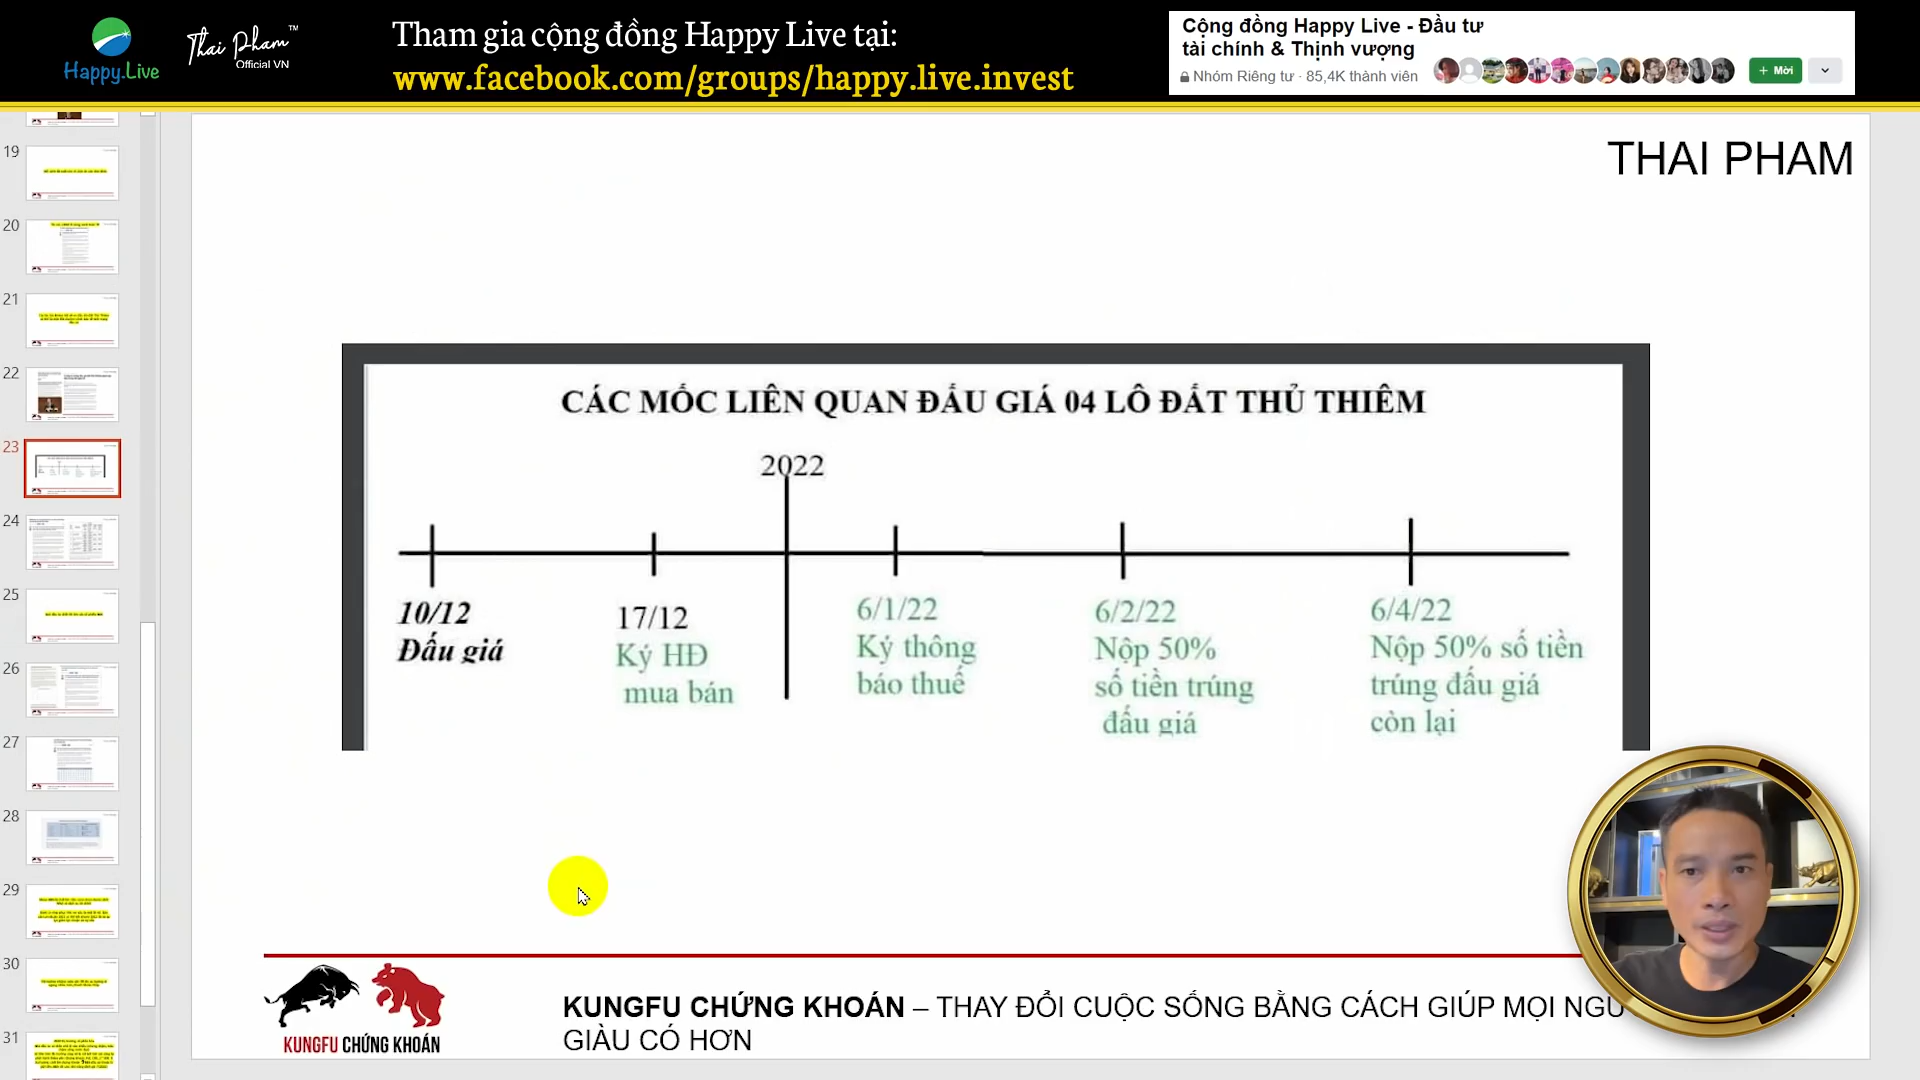 Happy.Live
Thai Pham™
Official VN
Tham gia cộng đồng Happy Live tại:
www.facebook.com/groups/happy.live.invest
Cộng đồng Happy Live - Đầu tư
tài chính & Thịnh vượng
Nhóm Riêng tư · 85,4K thành viên
+ Mời
19
20
21
22
23
24
25
26
27
28
29
30
31
THAI PHAM
CÁC MỐC LIÊN QUAN ĐẤU GIÁ 04 LÔ ĐẤT THỦ THIÊM
2022
10/12
Đấu giá
17/12
Ký HĐ
mua bán
6/1/22
Ký thông
báo thuế
6/2/22
Nộp 50%
số tiền trúng
đấu giá
6/4/22
Nộp 50% số tiền
trúng đấu giá
còn lại
KUNGFU CHỨNG KHOÁN
KUNGFU CHỨNG KHOÁN – THAY ĐỔI CUỘC SỐNG BẰNG CÁCH GIÚP MỌI
GIÀU CÓ HƠN